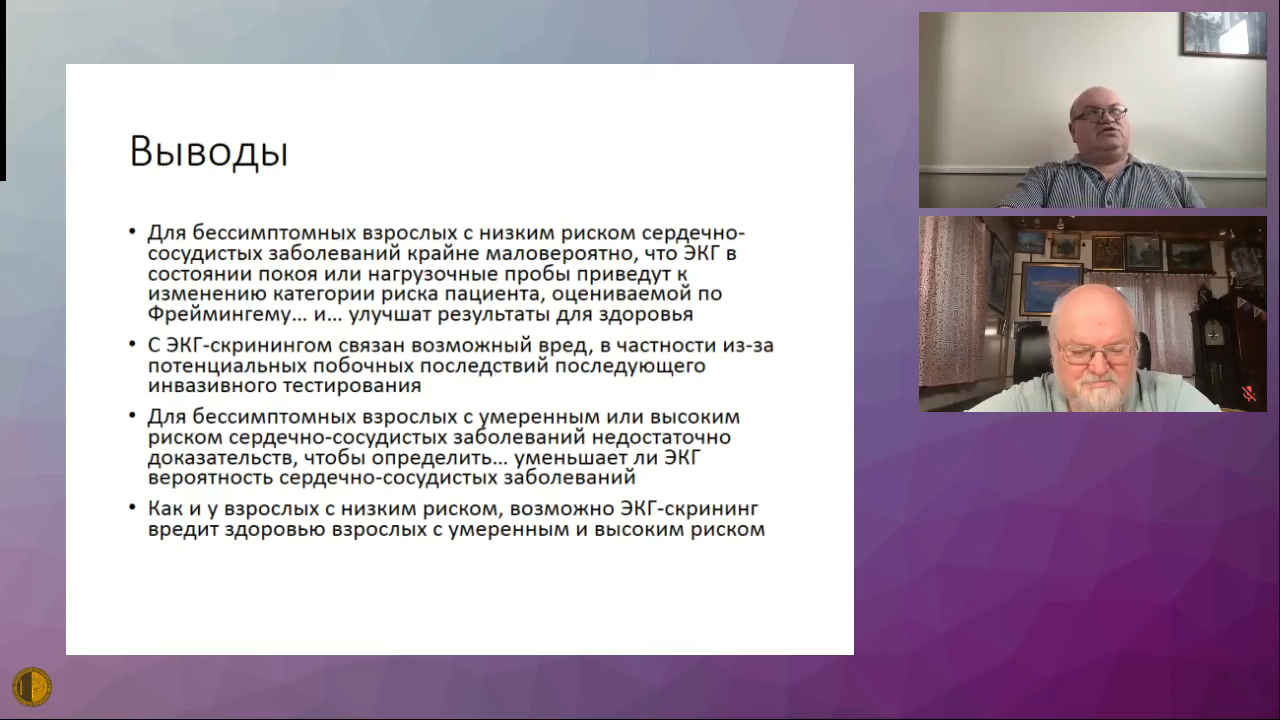 Выводы
• Для бессимптомных взрослых с низким риском сердечно-
сосудистых заболеваний крайне маловероятно, что ЭКГ в
состоянии покоя или нагрузочные пробы приведут к
изменению категории риска пациента, оцениваемой по
Фреймингему… и… улучшат результаты для здоровья
• С ЭКГ-скринингом связан возможный вред, в частности из-за
потенциальных побочных последствий последующего
инвазивного тестирования
• Для бессимптомных взрослых с умеренным или высоким
риском сердечно-сосудистых заболеваний недостаточно
доказательств, чтобы определить… уменьшает ли ЭКГ
вероятность сердечно-сосудистых заболеваний
• Как и у взрослых с низким риском, возможно ЭКГ-скрининг
вредит здоровью взрослых с умеренным и высоким риском